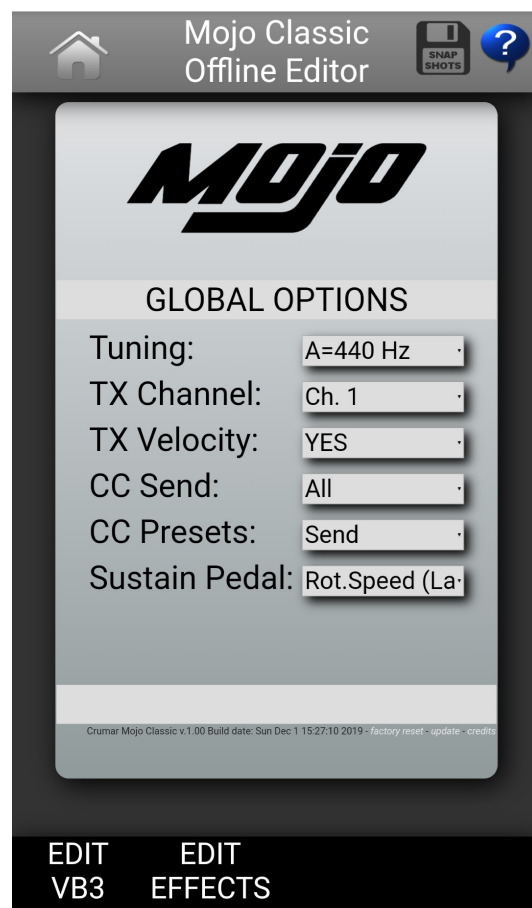 Mojo Classic
Offline Editor
SNAP
SHOTS
?
MOjO
GLOBAL OPTIONS
Tuning: A=440 Hz
TX Channel: Ch. 1
TX Velocity: YES
CC Send: All
CC Presets: Send
Sustain Pedal: Rot.Speed (La
Crumar Mojo Classic v.1.00 Build date: Sun Dec 1 15:27:10 2019 - factory reset - update - credits
EDIT VB3 EDIT EFFECTS